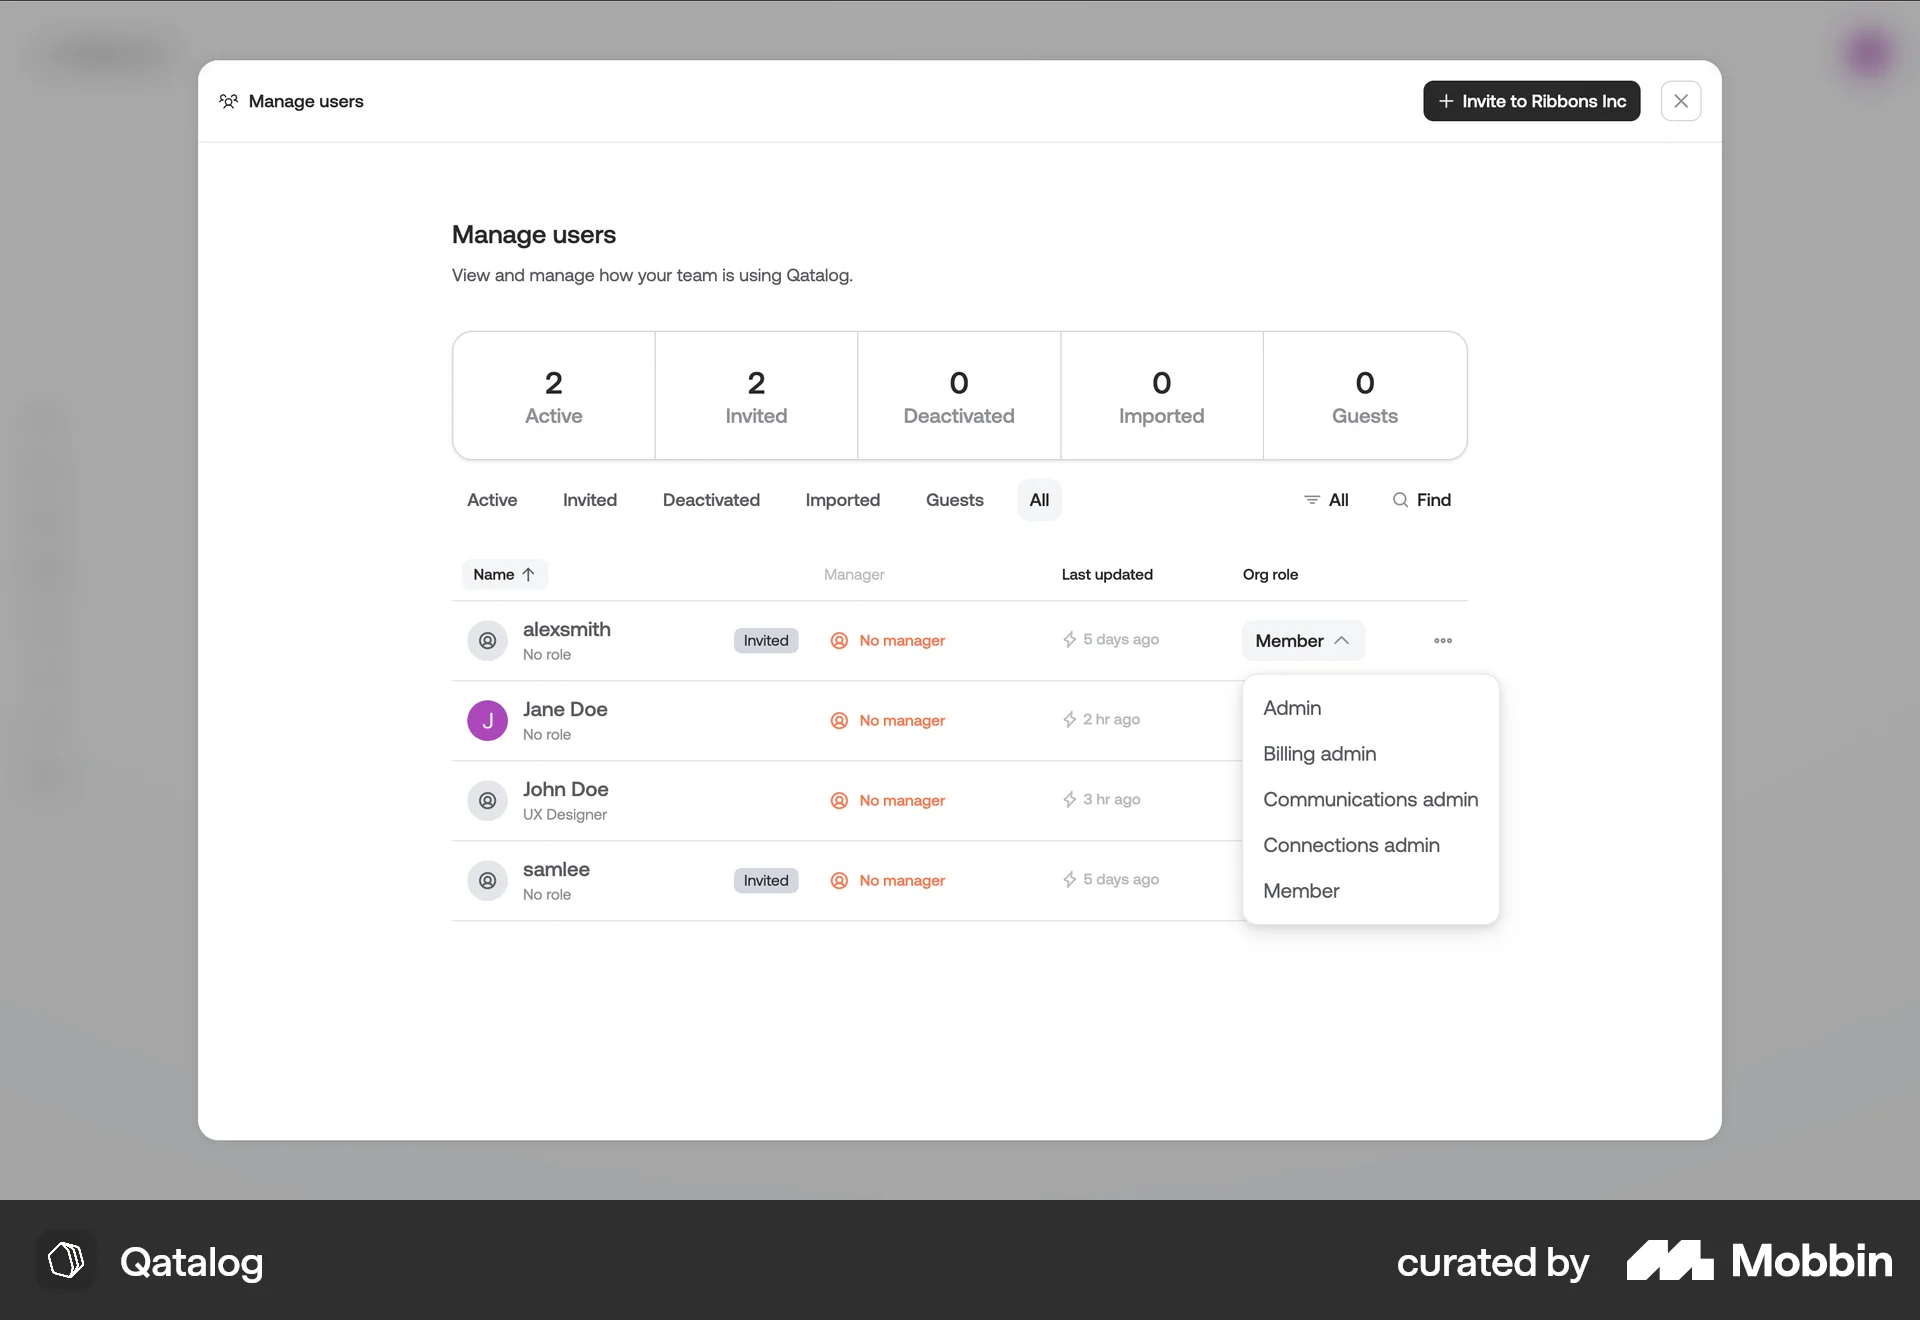 Manage users
Invite to Ribbons Inc
Manage users
View and manage how your team is using Qatalog.
2 2 0 0 0
Active Invited Deactivated Imported Guests
Active Invited Deactivated Imported Guests All All Find
Name Manager Last updated Org role
alexsmith
No role
Invited No manager 5 days ago Member
Jane Doe
No role
J No manager 2 hr ago
John Doe
UX Designer
No manager 3 hr ago
samlee
No role
Invited No manager 5 days ago
Admin
Billing admin
Communications admin
Connections admin
Member
Qatalog curated by Mobbin